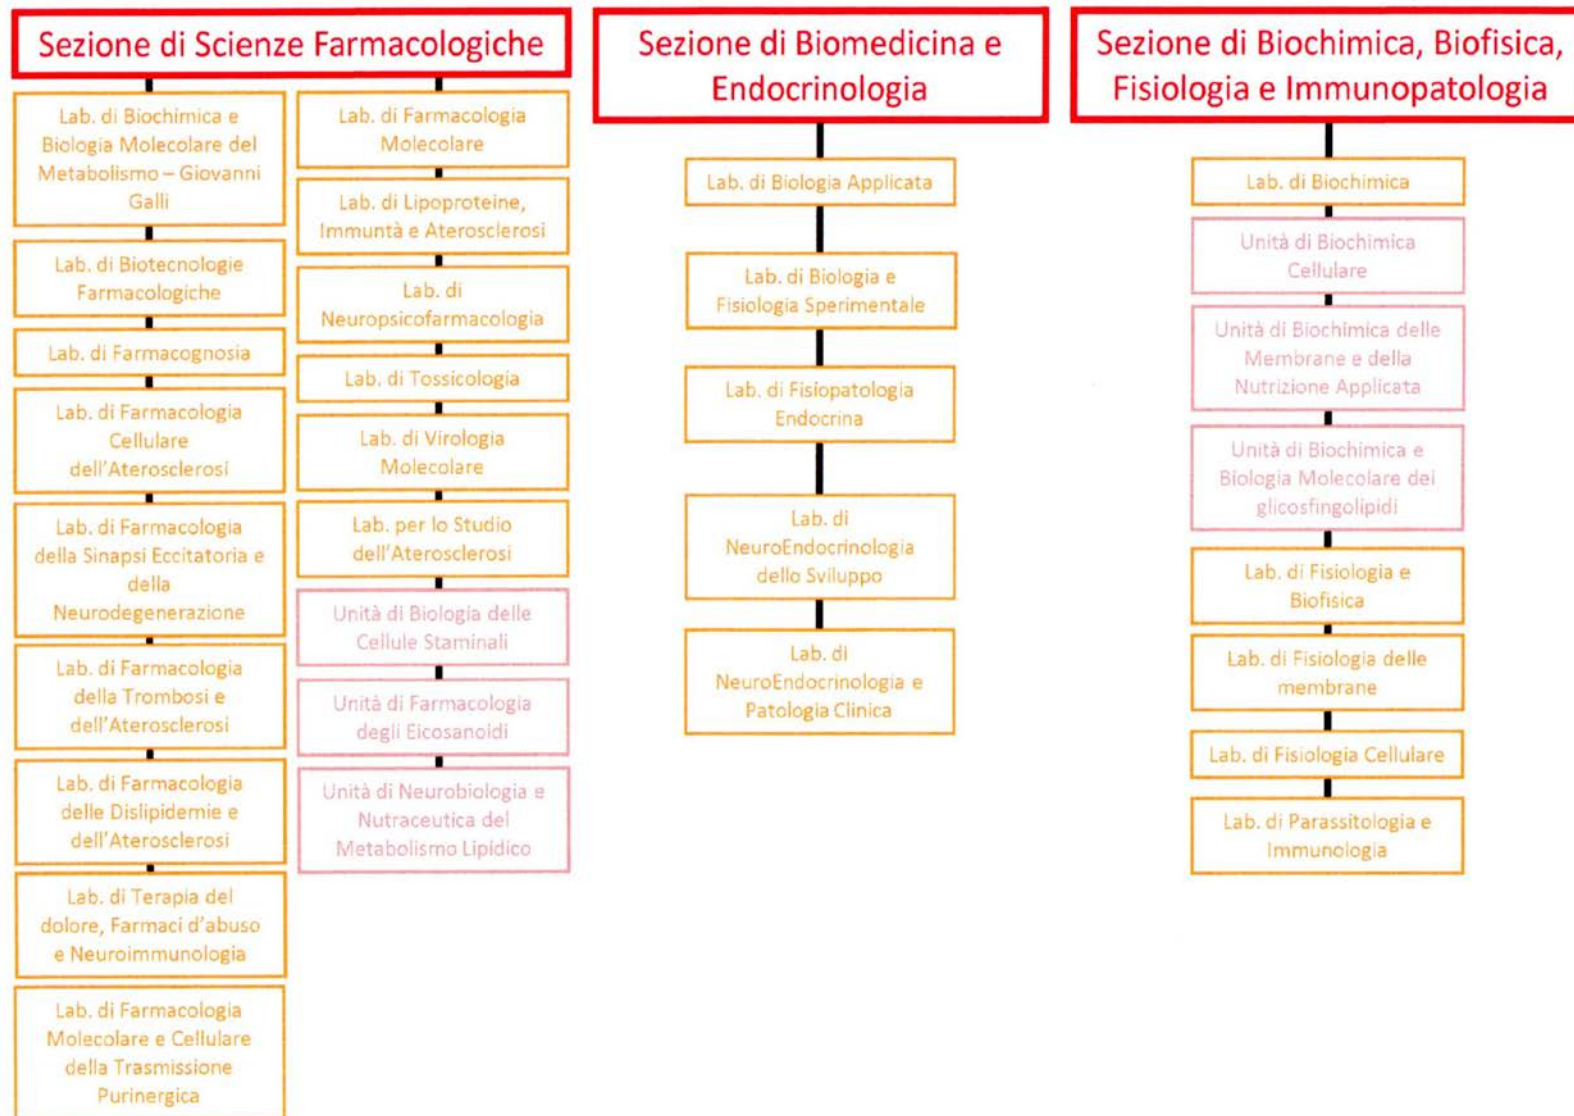 Sezione di Scienze Farmacologiche
Lab. di Biochimica e
Biologia Molecolare del
Metabolismo – Giovanni
Galli
Lab. di Biotecnologie
Farmacologiche
Lab. di Farmacognosia
Lab. di Farmacologia
Cellulare
dell'Aterosclerosi
Lab. di Farmacologia
della Sinapsi Eccitatoria e
della
Neurodegenerazione
Lab. di Farmacologia
della Trombosi e
dell'Aterosclerosi
Lab. di Farmacologia
delle Dislipidemie e
dell'Aterosclerosi
Lab. di Terapia del
dolore, Farmaci d'abuso
e Neuroimmunologia
Lab. di Farmacologia
Molecolare e Cellulare
della Trasmissione
Purinergica
Lab. di Farmacologia
Molecolare
Lab. di Lipoproteine,
Immuntà e Aterosclerosi
Lab. di
Neuropsicofarmacologia
Lab. di Tossicologia
Lab. di Virologia
Molecolare
Lab. per lo Studio
dell'Aterosclerosi
Unità di Biologia delle
Cellule Staminali
Unità di Farmacologia
degli Eicosanoidi
Unità di Neurobiologia e
Nutraceutica del
Metabolismo Lipídico
Sezione di Biomedicina e
Endocrinologia
Lab. di Biologia Applicata
Lab. di Biologia e
Fisiologia Sperimentale
Lab. di Fisiopatologia
Endocrina
Lab. di
NeuroEndocrinologia
dello Sviluppo
Lab. di
NeuroEndocrinologia e
Patologia Clinica
Sezione di Biochimica, Biofisica,
Fisiologia e Immunopatologia
Lab. di Biochimica
Unità di Biochimica
Cellulare
Unità di Biochimica delle
Membrane e della
Nutrizione Applicata
Unità di Biochimica e
Biologia Molecolare dei
glicosfingolipidi
Lab. di Fisiologia e
Biofisica
Lab. di Fisiologia delle
membrane
Lab. di Fisiologia Cellulare
Lab. di Parassitologia e
Immunologia